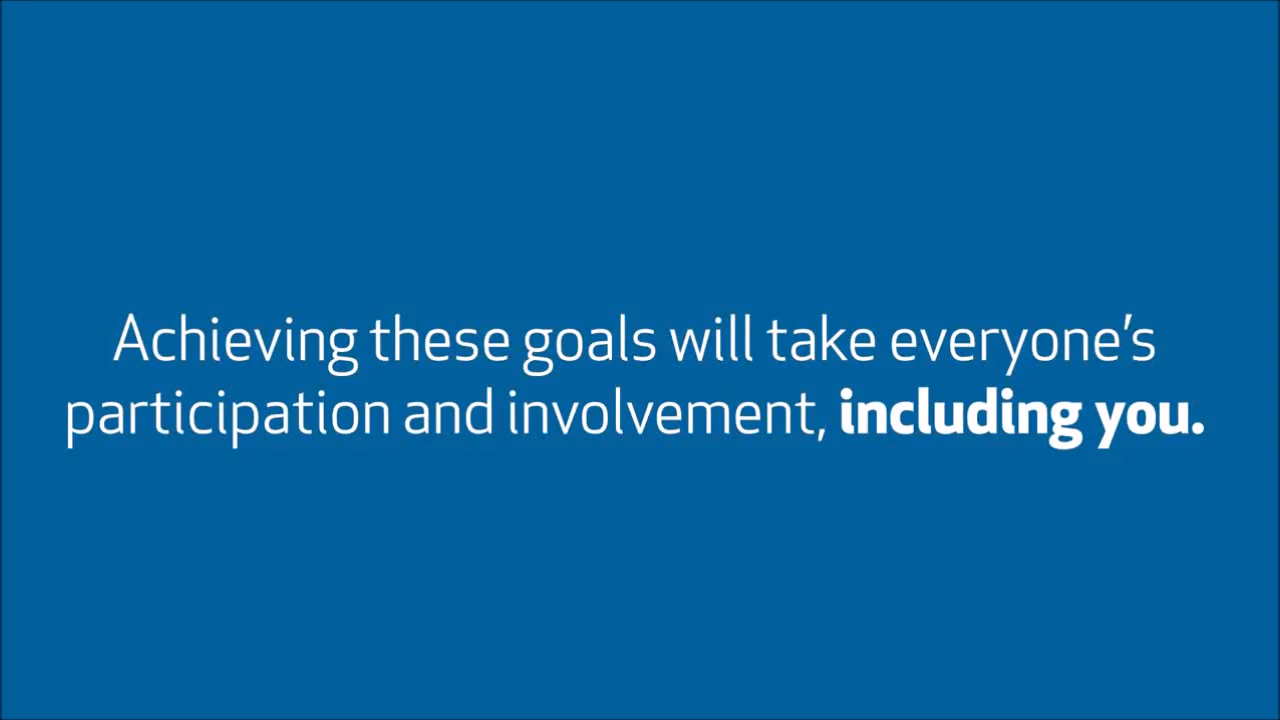 Achieving these goals will take everyone’s
participation and involvement, including you.